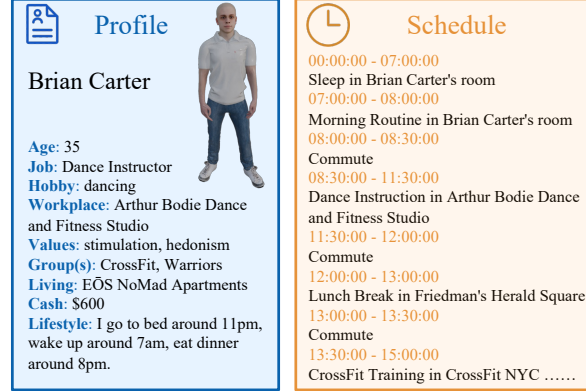 Profile
Brian Carter
Age: 35
Job: Dance Instructor
Hobby: dancing
Workplace: Arthur Bodie Dance
and Fitness Studio
Values: stimulation, hedonism
Group(s): CrossFit, Warriors
Living: EŌS NoMad Apartments
Cash: $600
Lifestyle: I go to bed around 11pm,
wake up around 7am, eat dinner
around 8pm.
Schedule
00:00:00 - 07:00:00
Sleep in Brian Carter's room
07:00:00 - 08:00:00
Morning Routine in Brian Carter's room
08:00:00 - 08:30:00
Commute
08:30:00 - 11:30:00
Dance Instruction in Arthur Bodie Dance
and Fitness Studio
11:30:00 - 12:00:00
Commute
12:00:00 - 13:00:00
Lunch Break in Friedman's Herald Square
13:00:00 - 13:30:00
Commute
13:30:00 - 15:00:00
CrossFit Training in CrossFit NYC ……